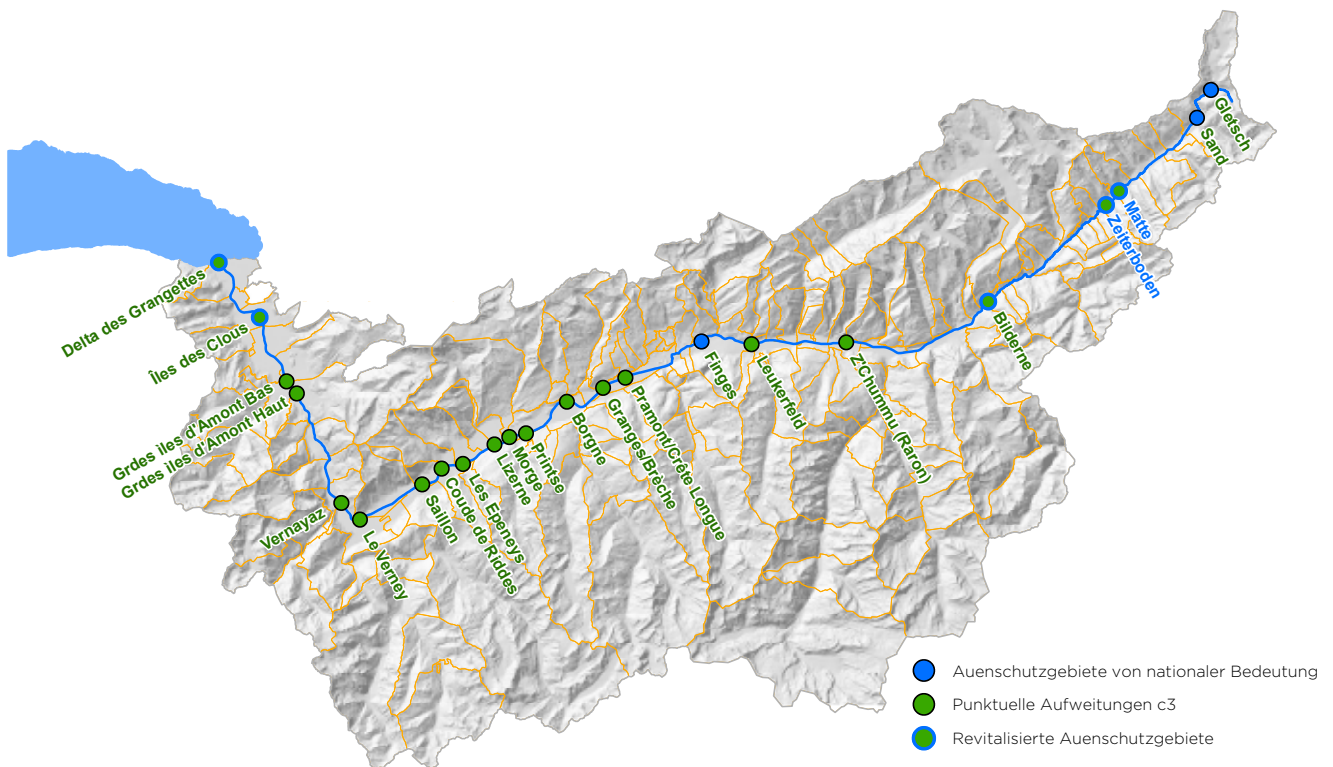 Delta des Grangettes
Îles des Clous
Grdes iles d'Amont Bas
Grdes iles d'Amont Haut
Vernayaz
Le Verney
Saillon
Coude de Riddes
Les Epeneys
Lizerne
Morge
Printse
Borgne
Granges/Brèche
Pramont/Crête Longue
Finges
Leukerfeld
Z'Chummu (Raron)
Bilderne
Zeiterboden
Matte
Sand
Gletsch
Auenschutzgebiete von nationaler Bedeutung
Punktuelle Aufweitungen c3
Revitalisierte Auenschutzgebiete